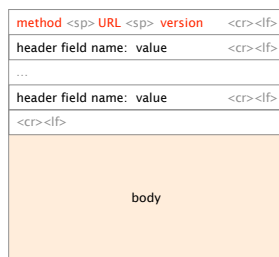 method <sp> URL <sp> version <cr><lf>
header field name: value <cr><lf>
...
header field name: value <cr><lf>
<cr><lf>
body